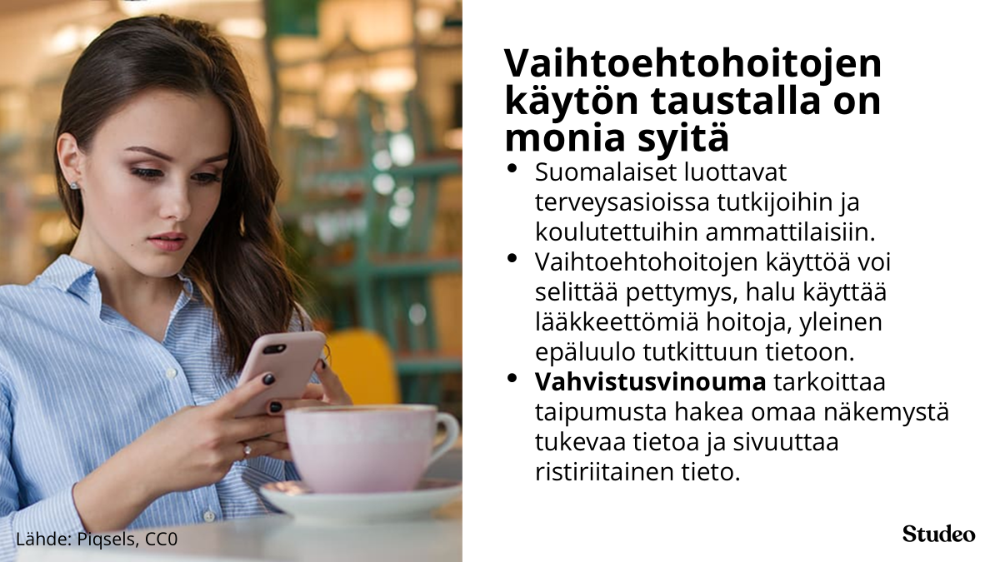 Vaihtoehtohoitojen
käytön taustalla on
monia syitä
• Suomalaiset luottavat
terveysasioissa tutkijoihin ja
koulutettuihin ammattilaisiin.
• Vaihtoehtohoitojen käyttöä voi
selittää pettymys, halu käyttää
lääkkeettömiä hoitoja, yleinen
epäluulo tutkittuun tietoon.
• Vahvistusvinouma tarkoittaa
taipumusta hakea omaa näkemystä
tukevaa tietoa ja sivuuttaa
ristiriitainen tieto.
Lähde: Piqsels, CC0
Studeo